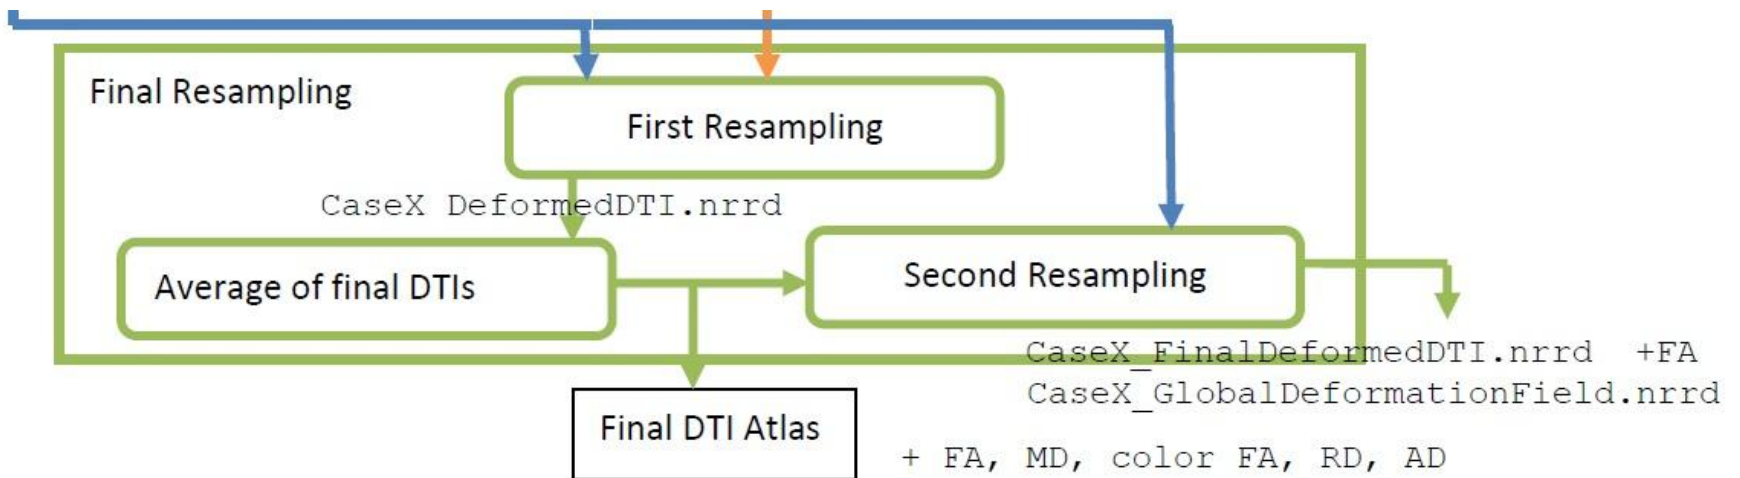 Final Resampling
First Resampling
CaseX DeformedDTI.nrrd
Average of final DTIs
Second Resampling
CaseX_FinalDeformedDTI.nrrd +FA
CaseX_GlobalDeformationField.nrrd
Final DTI Atlas
+ FA, MD, color FA, RD, AD